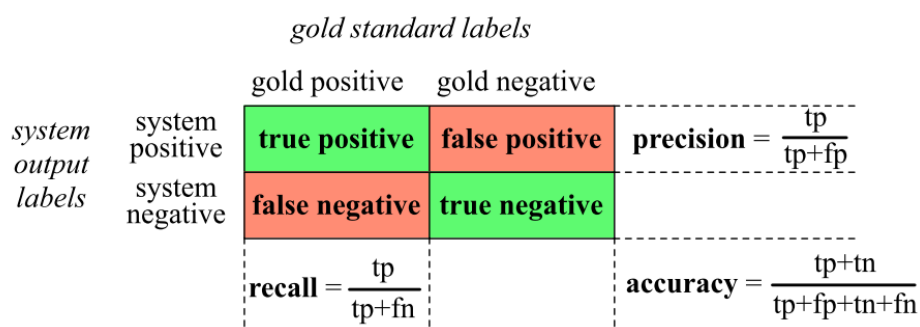 gold standard labels
gold positive gold negative
system output labels
system positive
true positive false positive
precision = tp / tp+fp
system negative
false negative true negative
recall = tp / tp+fn
accuracy = tp+tn / tp+fp+tn+fn